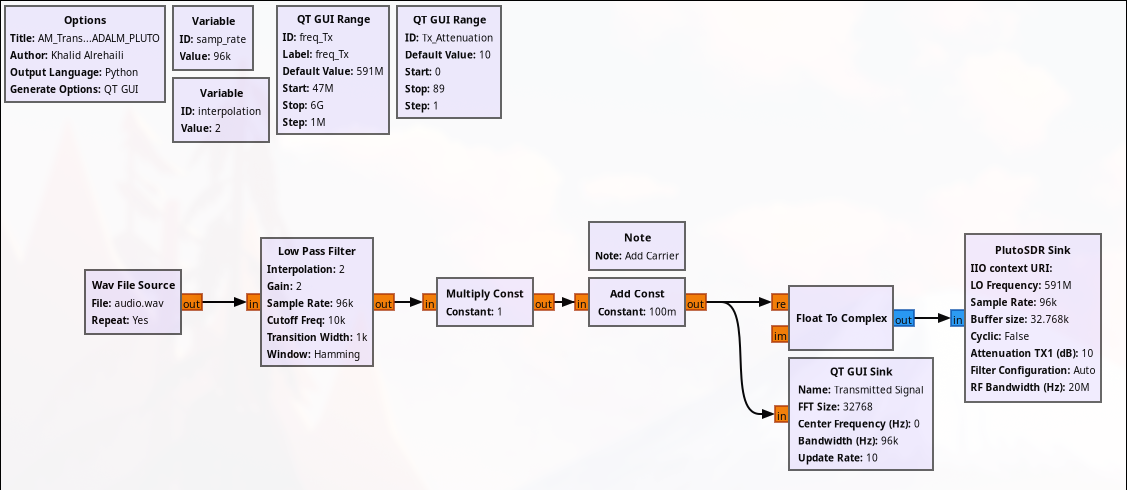 Options
Title: AM_Trans...ADALM_PLUTO
Author: Khalid Alrehaili
Output Language: Python
Generate Options: QT GUI
Variable
ID: samp_rate
Value: 96k
Variable
ID: interpolation
Value: 2
QT GUI Range
ID: freq_Tx
Label: freq_Tx
Default Value: 591M
Start: 47M
Stop: 6G
Step: 1M
QT GUI Range
ID: Tx_Attenuation
Default Value: 10
Start: 0
Stop: 89
Step: 1
Wav File Source
File: audio.wav
Repeat: Yes
out
in
Low Pass Filter
Interpolation: 2
Gain: 2
Sample Rate: 96k
Cutoff Freq: 10k
Transition Width: 1k
Window: Hamming
out
in
Multiply Const
Constant: 1
out
Note
Note: Add Carrier
in
Add Const
Constant: 100m
out
re
im
Float To Complex
out
in
QT GUI Sink
Name: Transmitted Signal
FFT Size: 32768
Center Frequency (Hz): 0
Bandwidth (Hz): 96k
Update Rate: 10
in
PlutoSDR Sink
IIO context URI:
LO Frequency: 591M
Sample Rate: 96k
Buffer size: 32.768k
Cyclic: False
Attenuation TX1 (dB): 10
Filter Configuration: Auto
RF Bandwidth (Hz): 20M